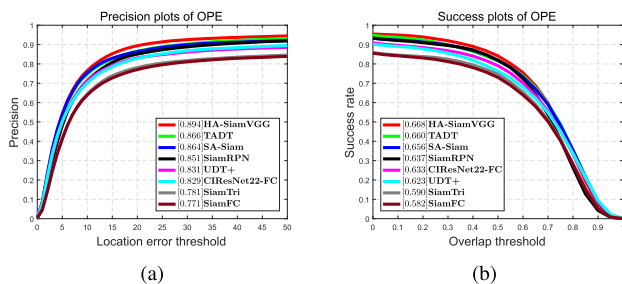 Precision plots of OPE
1
0.9
0.8
0.7
0.6
0.5
0.4
0.3
0.2
0.1
0
Precision
[0.894]HA-SiamVGG
[0.866]TADT
[0.864]SA-Siam
[0.851]SiamRPN
[0.831]UDT+
[0.829]CIResNet22-FC
[0.781]SiamTri
[0.771]SiamFC
0 5 10 15 20 25 30 35 40 45 50
Location error threshold
(a)
Success plots of OPE
1
0.9
0.8
0.7
0.6
0.5
0.4
0.3
0.2
0.1
0
Success rate
[0.668]HA-SiamVGG
[0.660]TADT
[0.656]SA-Siam
[0.637]SiamRPN
[0.633]CIResNet22-FC
[0.623]UDT+
[0.590]SiamTri
[0.582]SiamFC
0 0.1 0.2 0.3 0.4 0.5 0.6 0.7 0.8 0.9 1
Overlap threshold
(b)